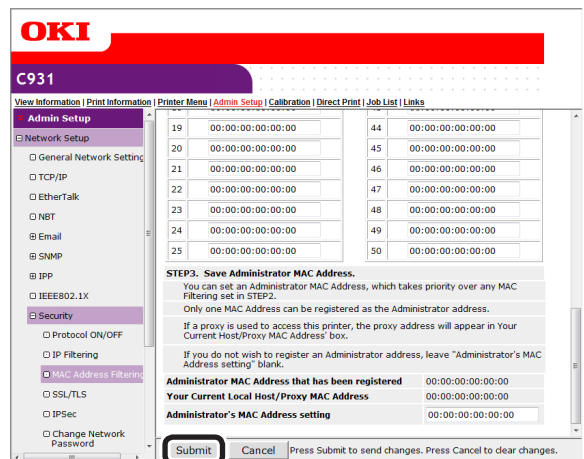 OKI
C931
View Information | Print Information | Printer Menu | Admin Setup | Calibration | Direct Print | Job List | Links
Admin Setup
Network Setup
General Network Setting
TCP/IP
EtherTalk
NBT
Email
SNMP
IPP
IEEE802.1X
Security
Protocol ON/OFF
IP Filtering
MAC Address Filtering
SSL/TLS
IPSec
Change Network
Password
19 00:00:00:00:00:00 44 00:00:00:00:00:00
20 00:00:00:00:00:00 45 00:00:00:00:00:00
21 00:00:00:00:00:00 46 00:00:00:00:00:00
22 00:00:00:00:00:00 47 00:00:00:00:00:00
23 00:00:00:00:00:00 48 00:00:00:00:00:00
24 00:00:00:00:00:00 49 00:00:00:00:00:00
25 00:00:00:00:00:00 50 00:00:00:00:00:00
STEP3. Save Administrator MAC Address.
You can set an Administrator MAC Address, which takes priority over any MAC
Filtering set in STEP2.
Only one MAC Address can be registered as the Administrator address.
If a proxy is used to access this printer, the proxy address will appear in Your
Current Host/Proxy MAC Address' box.
If you do not wish to register an Administrator address, leave "Administrator's MAC
Address setting" blank.
Administrator MAC Address that has been registered 00:00:00:00:00:00
Your Current Local Host/Proxy MAC Address 00:00:00:00:00:00
Administrator's MAC Address setting 00:00:00:00:00:00
Submit Cancel Press Submit to send changes. Press Cancel to clear changes.